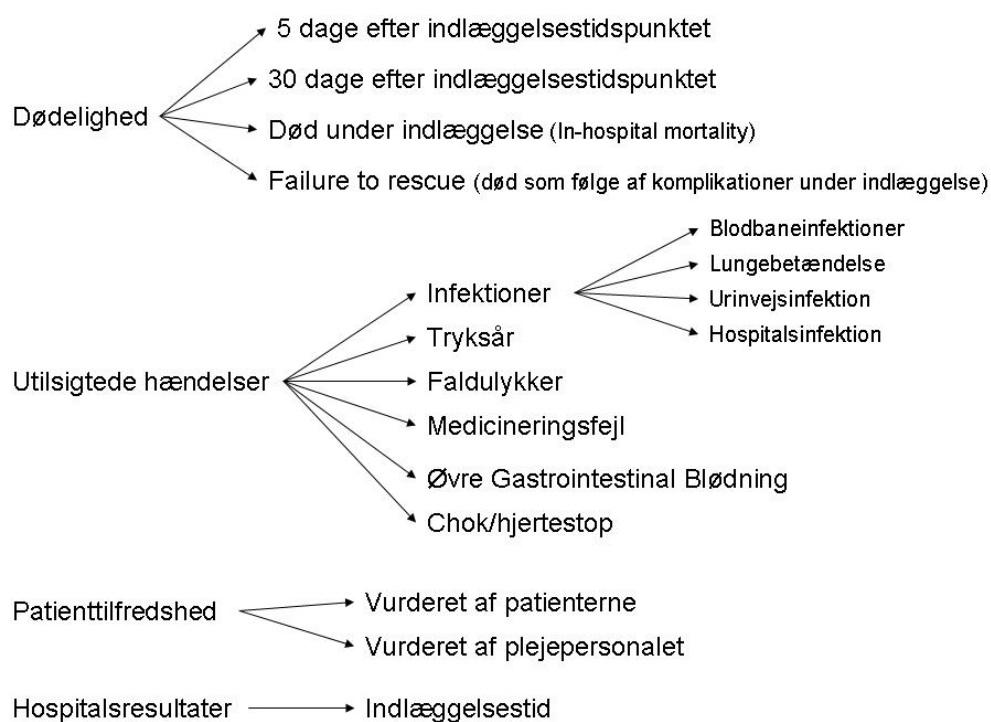 5 dage efter indlæggelsestidspunktet
30 dage efter indlæggelsestidspunktet
Dødelighed
Død under indlæggelse (In-hospital mortality)
Failure to rescue (død som følge af komplikationer under indlæggelse)
Blodbaneinfektioner
Lungebetændelse
Infektioner
Urinvejsinfektion
Hospitalsinfektion
Tryksår
Utilsigtede hændelser
Faldulykker
Medicineringsfejl
Øvre Gastrointestinal Blødning
Chok/hjertestop
Patienttilfredshed
Vurderet af patienterne
Vurderet af plejepersonalet
Hospitalsresultater
Indlæggelsestid